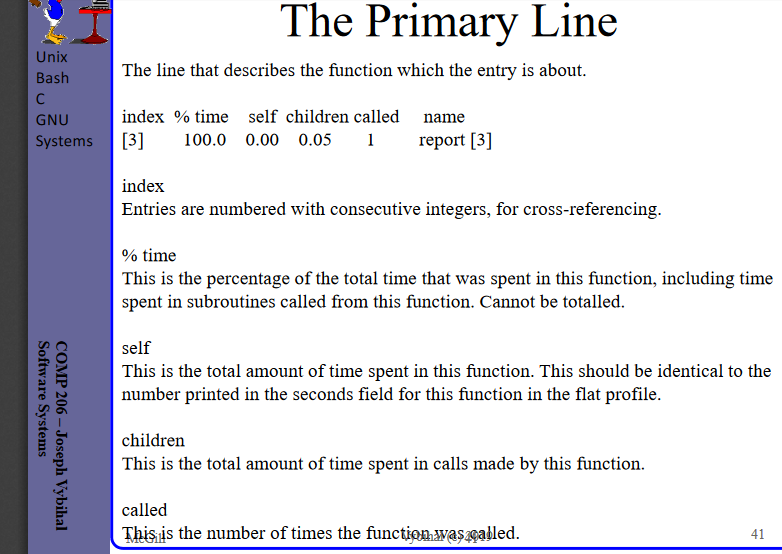 The Primary Line
Unix
Bash
C
GNU
Systems
The line that describes the function which the entry is about.
index % time self children called name
[3] 100.0 0.00 0.05 1 report [3]
index
Entries are numbered with consecutive integers, for cross-referencing.
% time
This is the percentage of the total time that was spent in this function, including time
spent in subroutines called from this function. Cannot be totalled.
self
This is the total amount of time spent in this function. This should be identical to the
number printed in the seconds field for this function in the flat profile.
children
This is the total amount of time spent in calls made by this function.
called
This is the number of times the function was called.
COMP 206 – Joseph Vybihal
Software Systems
McGill
41